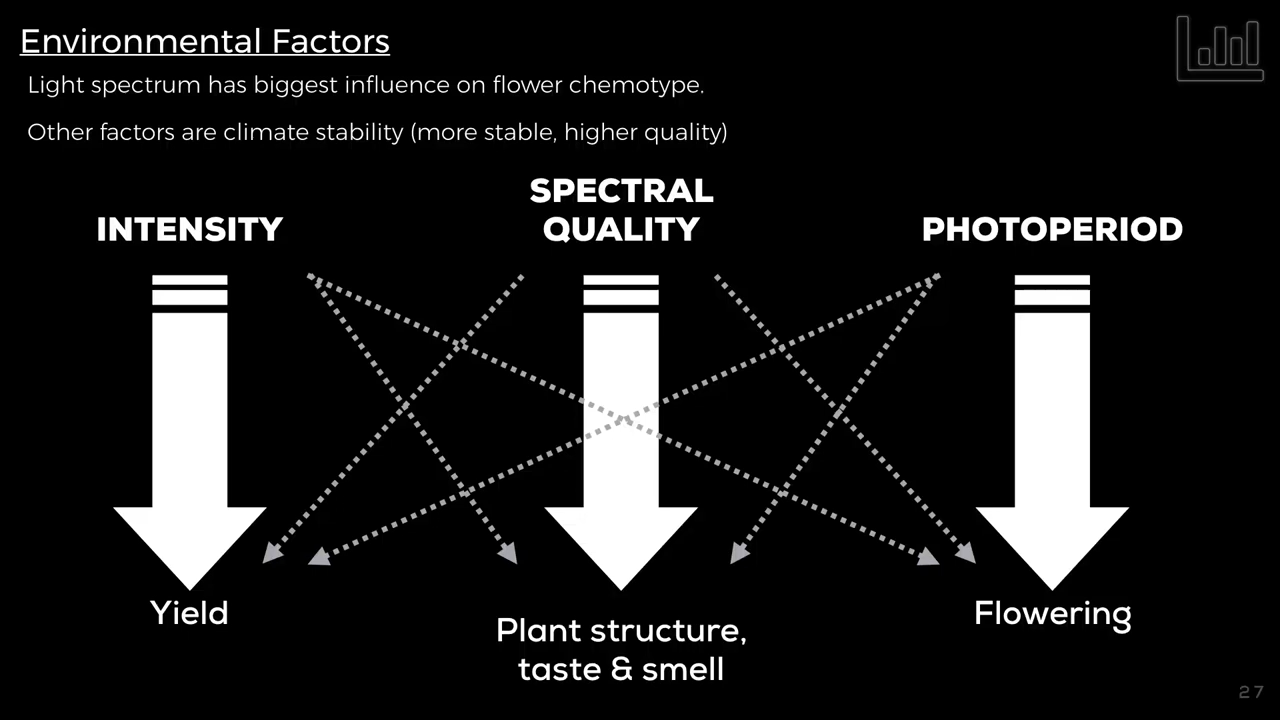 Environmental Factors
Light spectrum has biggest influence on flower chemotype.
Other factors are climate stability (more stable, higher quality)
INTENSITY
SPECTRAL
QUALITY
PHOTOPERIOD
Yield
Plant structure,
taste & smell
Flowering
27